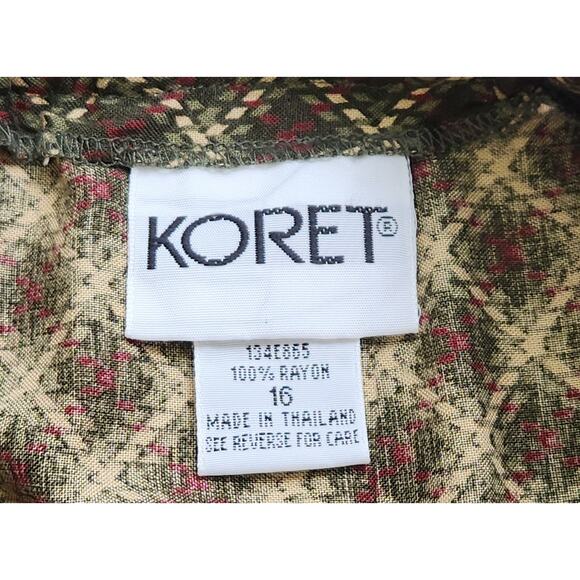 KORET®
134E865
100% RAYON
16
MADE IN THAILAND
SEE REVERSE FOR CARE